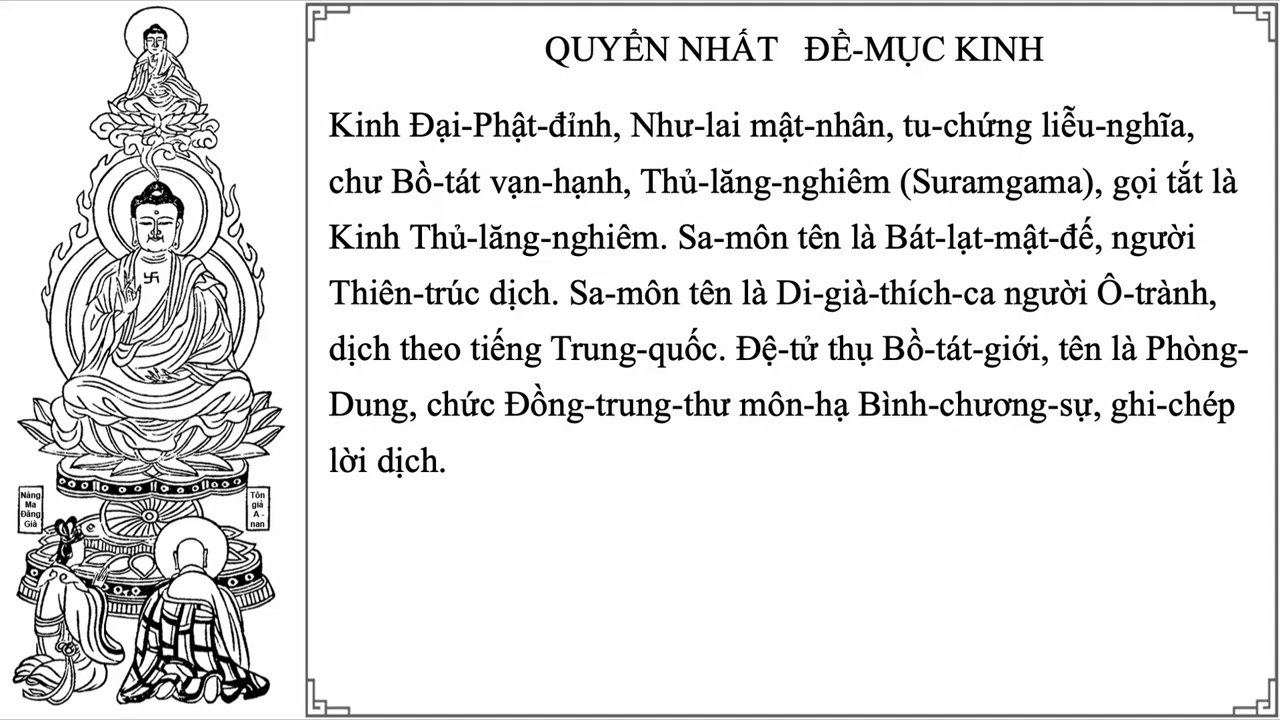 QUYỂN NHẤT ĐỀ-MỤC KINH
Kinh Đại-Phật-đỉnh, Như-lai mật-nhân, tu-chứng liễu-nghĩa,
chư Bồ-tát vạn-hạnh, Thủ-lăng-nghiêm (Suramgama), gọi tắt là
Kinh Thủ-lăng-nghiêm. Sa-môn tên là Bát-lạt-mật-đế, người
Thiên-trúc dịch. Sa-môn tên là Di-già-thích-ca người Ô-trành,
dịch theo tiếng Trung-quốc. Đệ-tử thụ Bồ-tát-giới, tên là Phòng-
Dung, chức Đồng-trung-thư môn-hạ Bình-chương-sự, ghi-chép
lời dịch.
Nàng
Ma
Đăng
Già
Tôn
giả
A -
nan